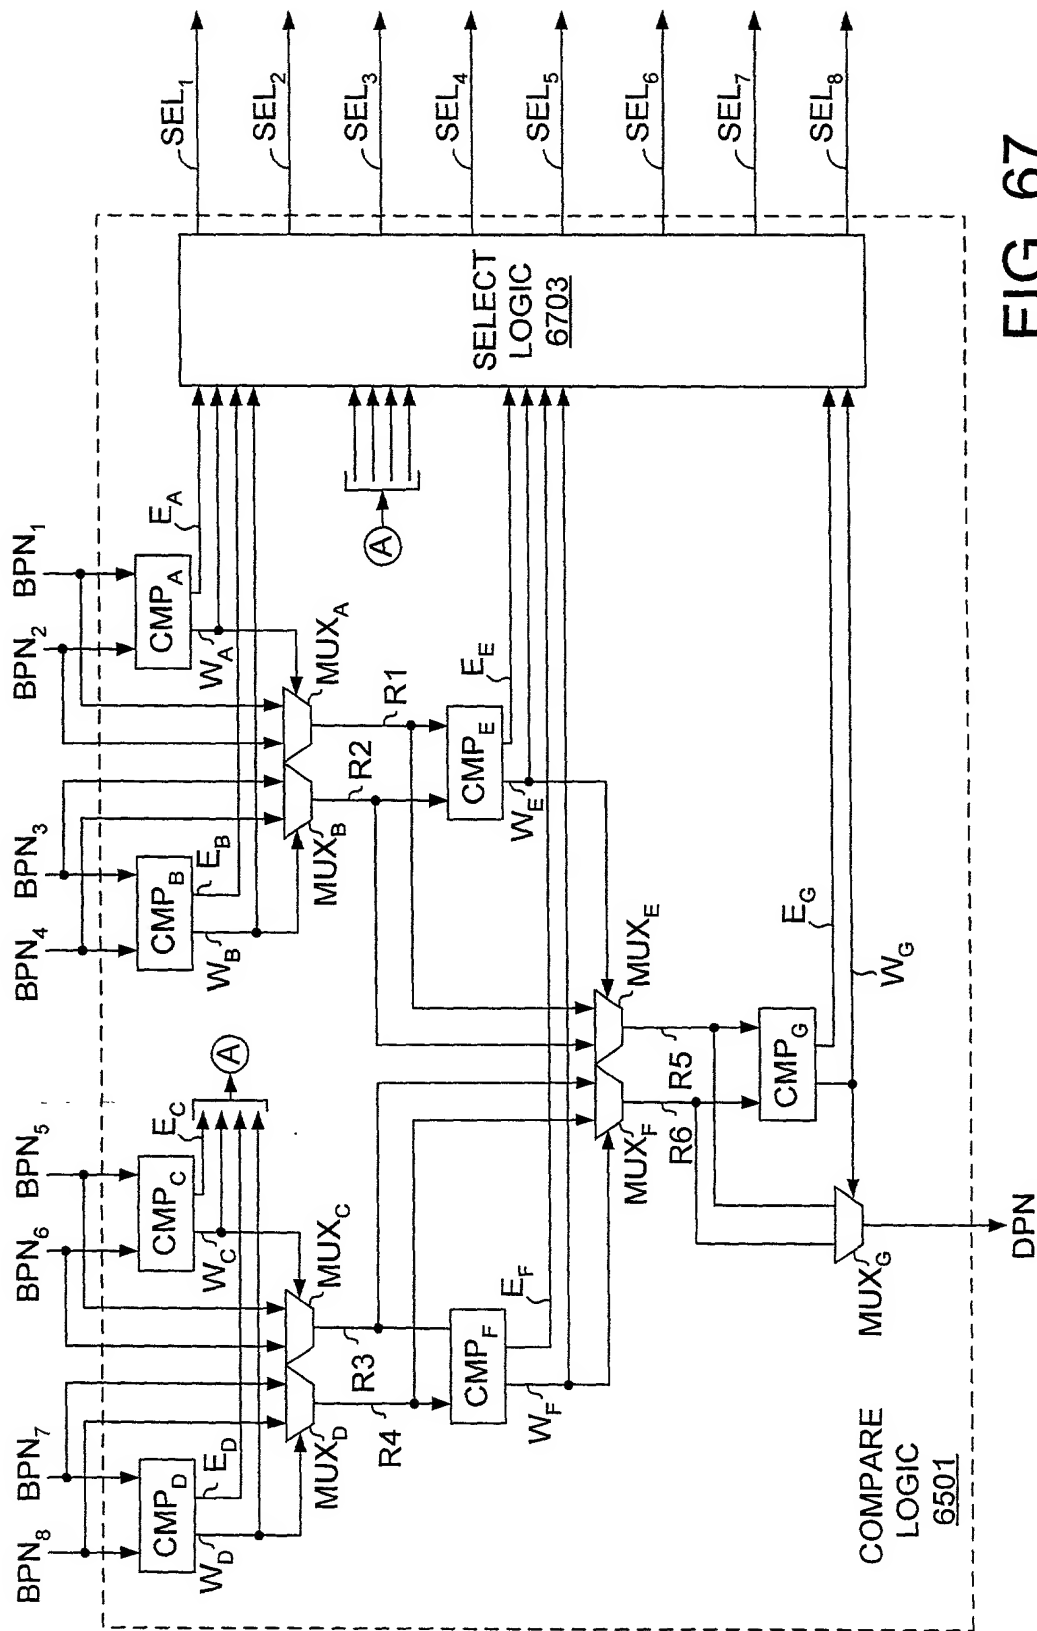 BPN8
BPN7
BPN6
BPN5
BPN4
BPN3
BPN2
BPN1
CMPD
CMPC
CMPB
CMPA
WD
ED
WC
EC
WB
EB
WA
EA
A
A
MUXD
MUXC
MUXB
MUXA
R4
R3
R2
R1
CMPF
CMPE
WF
EF
WE
EE
MUXF
MUXE
R6
R5
CMPG
EG
WG
MUXG
DPN
COMPARE
LOGIC
6501
SELECT
LOGIC
6703
SEL1
SEL2
SEL3
SEL4
SEL5
SEL6
SEL7
SEL8
FIG 67